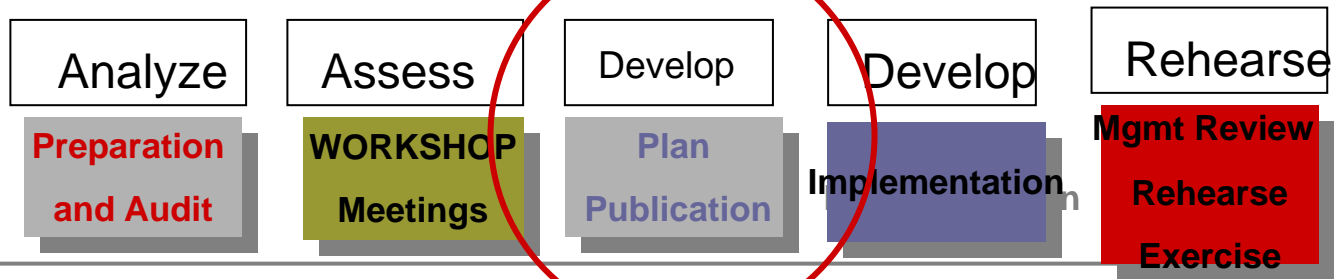 Analyze
Preparation
and Audit
Assess
WORKSHOP
Meetings
Develop
Plan
Publication
Develop
Implementation
Rehearse
Mgmt Review
Rehearse
Exercise